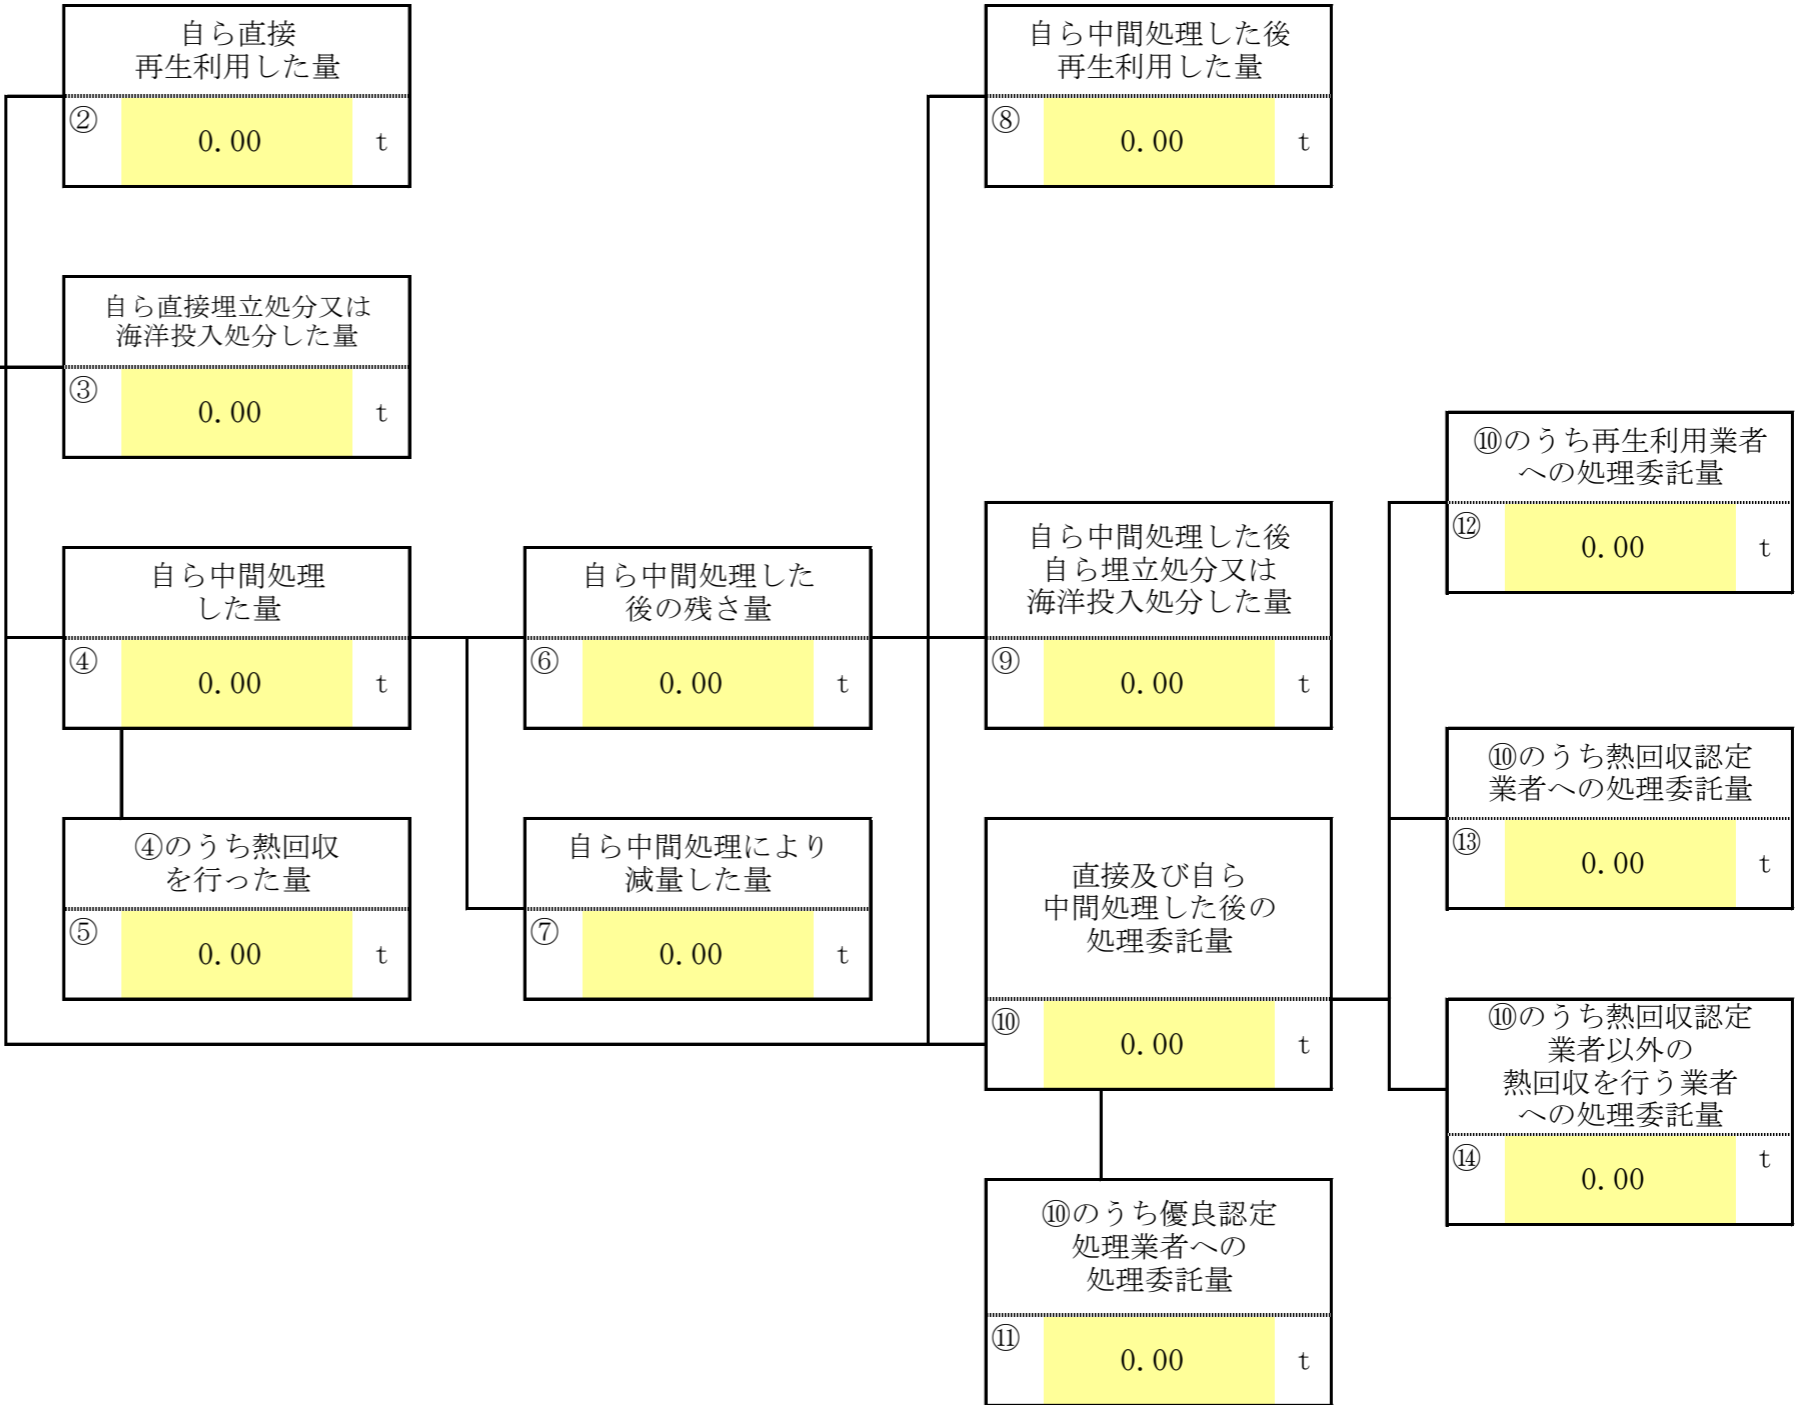 自ら直接
再生利用した量
② 0.00 t
自ら中間処理した後
再生利用した量
⑧ 0.00 t
自ら直接埋立処分又は
海洋投入処分した量
③ 0.00 t
⑩のうち再生利用業者
への処理委託量
⑫ 0.00 t
自ら中間処理
した量
④ 0.00 t
自ら中間処理した
後の残さ量
⑥ 0.00 t
自ら中間処理した後
自ら埋立処分又は
海洋投入処分した量
⑨ 0.00 t
⑩のうち熱回収認定
業者への処理委託量
⑬ 0.00 t
④のうち熱回収
を行った量
⑤ 0.00 t
自ら中間処理により
減量した量
⑦ 0.00 t
直接及び自ら
中間処理した後の
処理委託量
⑩ 0.00 t
⑩のうち熱回収認定
業者以外の
熱回収を行う業者
への処理委託量
⑭ 0.00 t
⑩のうち優良認定
処理業者への
処理委託量
⑪ 0.00 t